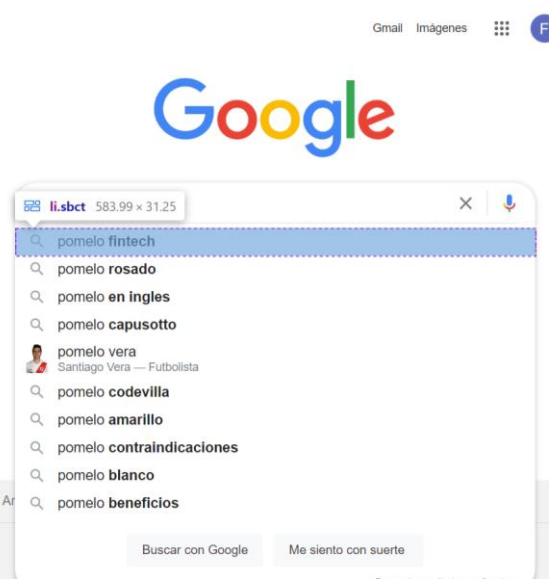 Gmail Imágenes F
Google
li.sbct 583.99 × 31.25
pomelo fintech
pomelo rosado
pomelo en ingles
pomelo capusotto
pomelo vera
Santiago Vera — Futbolista
pomelo codevilla
pomelo amarillo
pomelo contraindicaciones
pomelo blanco
pomelo beneficios
Buscar con Google Me siento con suerte